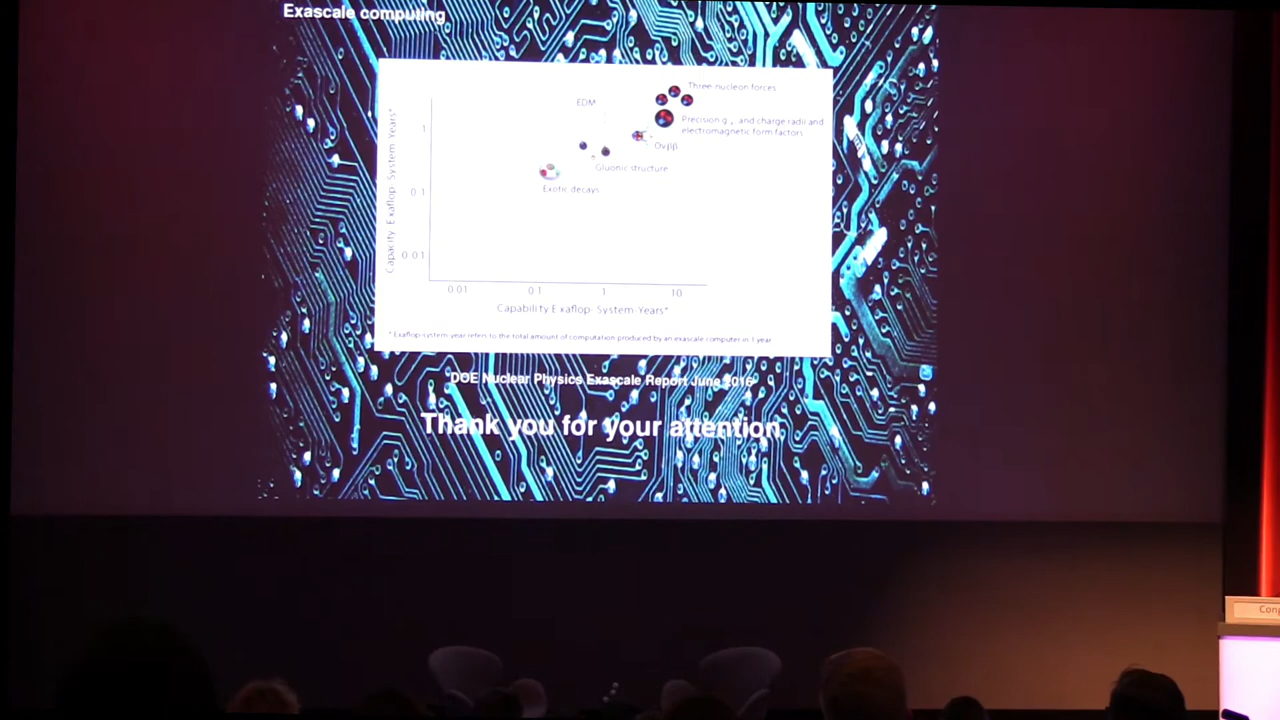 Exascale computing
EDM
Three nucleon forces
Precision g and charge radii and
electromagnetic form factors
0νββ
Gluonic structure
Exotic decays
Capacity Exaflop-System-Years*
1
0.1
0.01
0.01 0.1 1 10
Capability Exaflop-System-Years*
* Exaflop-system-year refers to the total amount of computation produced by an exascale computer in 1 year
DOE Nuclear Physics Exascale Report June 2016
Thank you for your attention